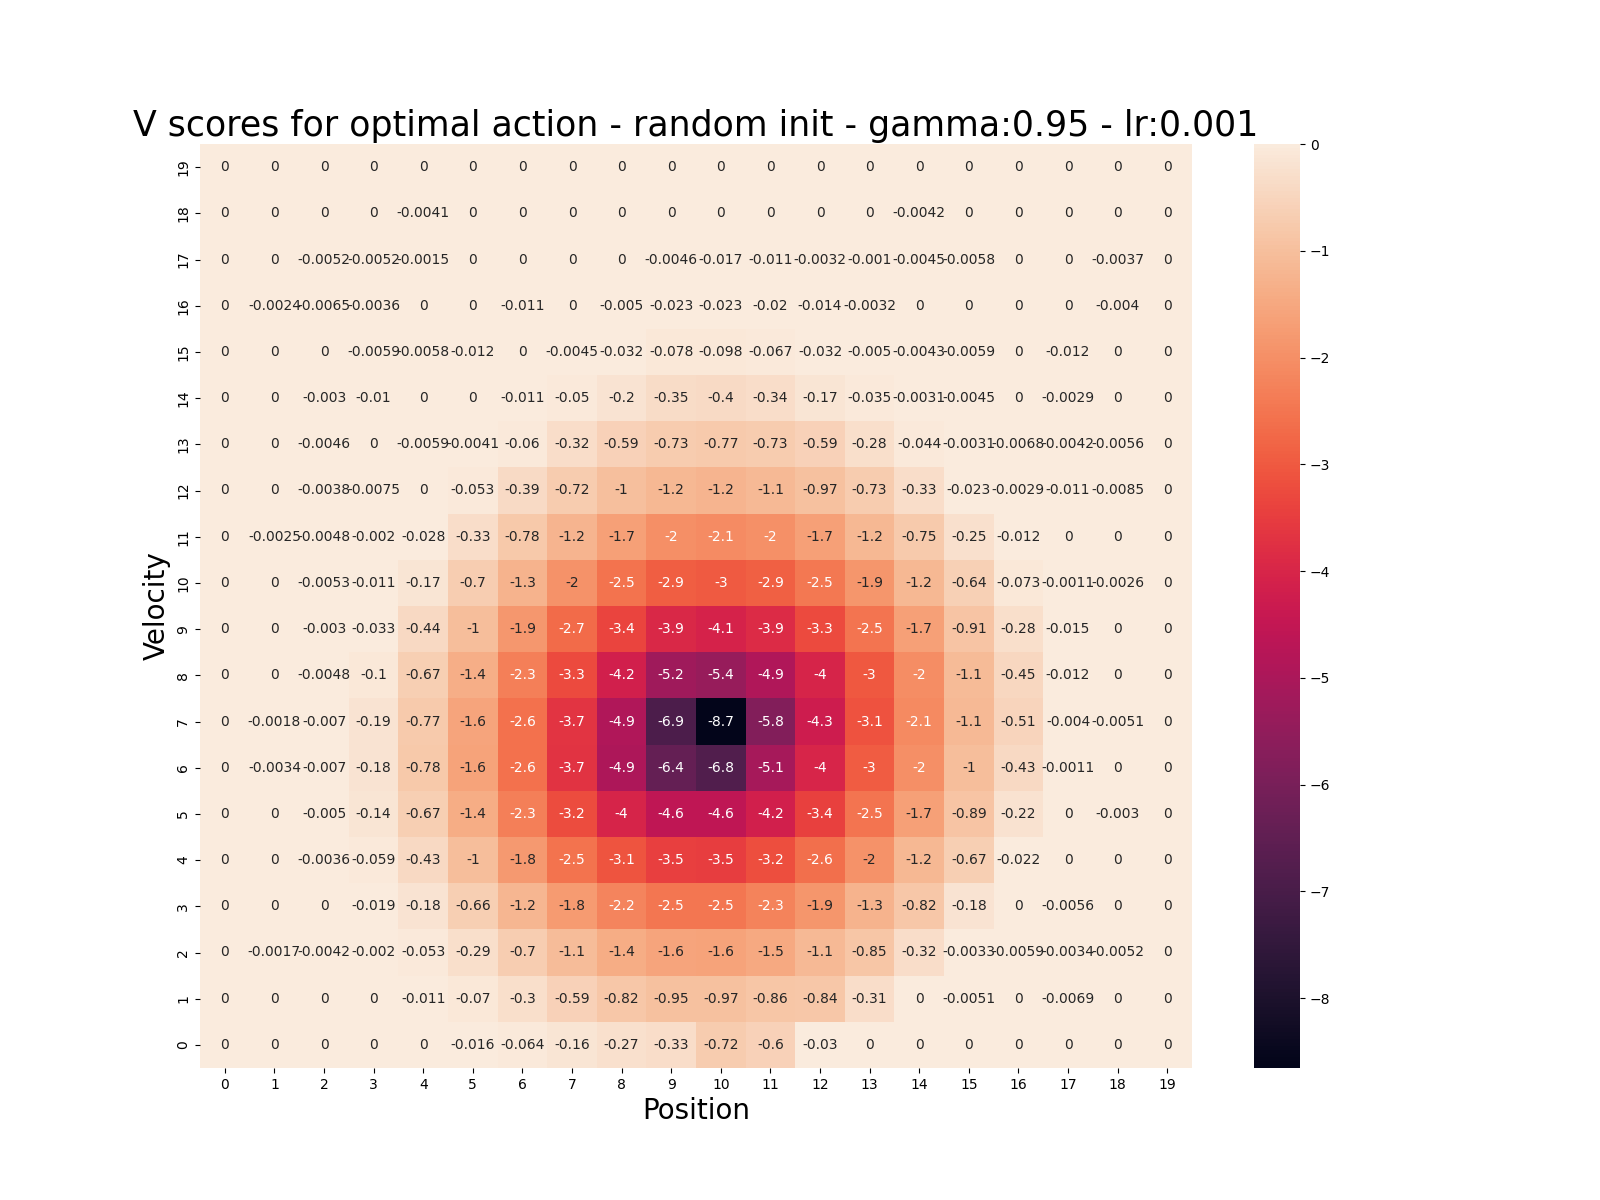 V scores for optimal action - random init - gamma:0.95 - lr:0.001
19 0 0 0 0 0 0 0 0 0 0 0 0 0 0 0 0 0 0 0 0
18 0 0 0 0 -0.0041 0 0 0 0 0 0 0 0 0 -0.0042 0 0 0 0 0
17 0 0 -0.0052 -0.0052 -0.0015 0 0 0 0 -0.0046 -0.017 -0.011 -0.0032 -0.001 -0.0045 -0.0058 0 0 -0.0037 0
16 0 -0.0024 -0.0065 -0.0036 0 0 -0.011 0 -0.005 -0.023 -0.023 -0.02 -0.014 -0.0032 0 0 0 0 -0.004 0
15 0 0 0 -0.0059 -0.0058 -0.012 0 -0.0045 -0.032 -0.078 -0.098 -0.067 -0.032 -0.005 -0.0043 -0.0059 0 -0.012 0 0
14 0 0 -0.003 -0.01 0 0 -0.011 -0.05 -0.2 -0.35 -0.4 -0.34 -0.17 -0.035 -0.0031 -0.0045 0 -0.0029 0 0
13 0 0 -0.0046 0 -0.0059 -0.0041 -0.06 -0.32 -0.59 -0.73 -0.77 -0.73 -0.59 -0.28 -0.044 -0.0031 -0.0068 -0.0042 -0.0056 0
12 0 0 -0.0038 -0.0075 0 -0.053 -0.39 -0.72 -1 -1.2 -1.2 -1.1 -0.97 -0.73 -0.33 -0.023 -0.0029 -0.011 -0.0085 0
11 0 -0.0025 -0.0048 -0.002 -0.028 -0.33 -0.78 -1.2 -1.7 -2 -2.1 -2 -1.7 -1.2 -0.75 -0.25 -0.012 0 0 0
10 0 0 -0.0053 -0.011 -0.17 -0.7 -1.3 -2 -2.5 -2.9 -3 -2.9 -2.5 -1.9 -1.2 -0.64 -0.073 -0.0011 -0.0026 0
9 0 0 -0.003 -0.033 -0.44 -1 -1.9 -2.7 -3.4 -3.9 -4.1 -3.9 -3.3 -2.5 -1.7 -0.91 -0.28 -0.015 0 0
8 0 0 -0.0048 -0.1 -0.67 -1.4 -2.3 -3.3 -4.2 -5.2 -5.4 -4.9 -4 -3 -2 -1.1 -0.45 -0.012 0 0
7 0 -0.0018 -0.007 -0.19 -0.77 -1.6 -2.6 -3.7 -4.9 -6.9 -8.7 -5.8 -4.3 -3.1 -2.1 -1.1 -0.51 -0.004 -0.0051 0
6 0 -0.0034 -0.007 -0.18 -0.78 -1.6 -2.6 -3.7 -4.9 -6.4 -6.8 -5.1 -4 -3 -2 -1 -0.43 -0.0011 0 0
5 0 0 -0.005 -0.14 -0.67 -1.4 -2.3 -3.2 -4 -4.6 -4.6 -4.2 -3.4 -2.5 -1.7 -0.89 -0.22 0 -0.003 0
4 0 0 -0.0036 -0.059 -0.43 -1 -1.8 -2.5 -3.1 -3.5 -3.5 -3.2 -2.6 -2 -1.2 -0.67 -0.022 0 0 0
3 0 0 0 -0.019 -0.18 -0.66 -1.2 -1.8 -2.2 -2.5 -2.5 -2.3 -1.9 -1.3 -0.82 -0.18 0 -0.0056 0 0
2 0 -0.0017 -0.0042 -0.002 -0.053 -0.29 -0.7 -1.1 -1.4 -1.6 -1.6 -1.5 -1.1 -0.85 -0.32 -0.0033 -0.0059 -0.0034 -0.0052 0
1 0 0 0 0 -0.011 -0.07 -0.3 -0.59 -0.82 -0.95 -0.97 -0.86 -0.84 -0.31 0 -0.0051 0 -0.0069 0 0
0 0 0 0 0 0 -0.016 -0.064 -0.16 -0.27 -0.33 -0.72 -0.6 -0.03 0 0 0 0 0 0 0
0 1 2 3 4 5 6 7 8 9 10 11 12 13 14 15 16 17 18 19
Position
Velocity
0
−1
−2
−3
−4
−5
−6
−7
−8